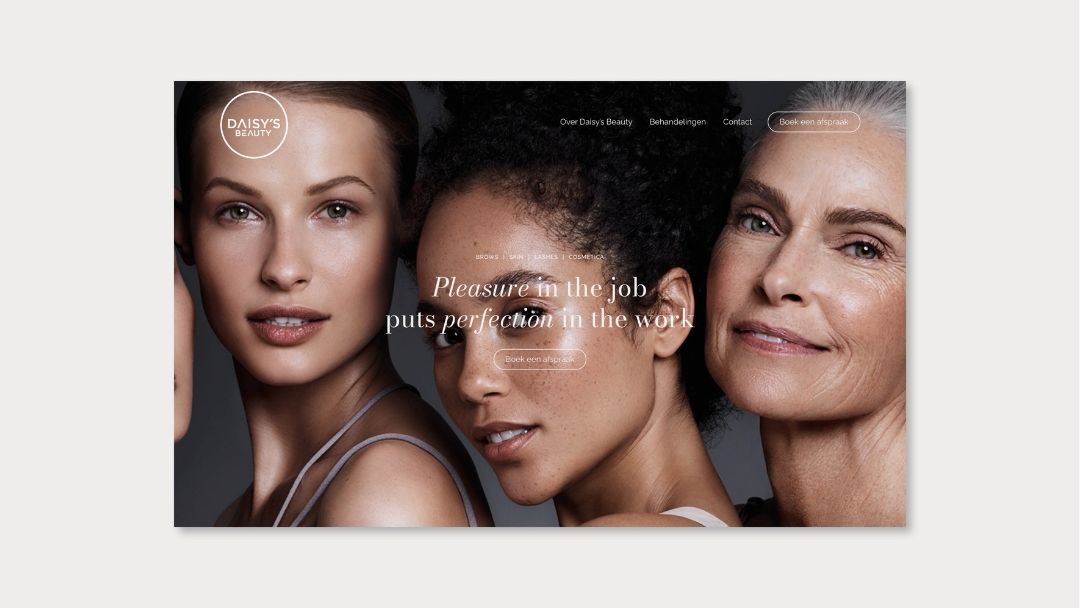 DAISY'S
BEAUTY
Over Daisy's Beauty Behandelingen Contact Boek een afspraak
BROWS | SKIN | LASHES | COSMETICA
Pleasure in the job
puts perfection in the work
Boek een afspraak